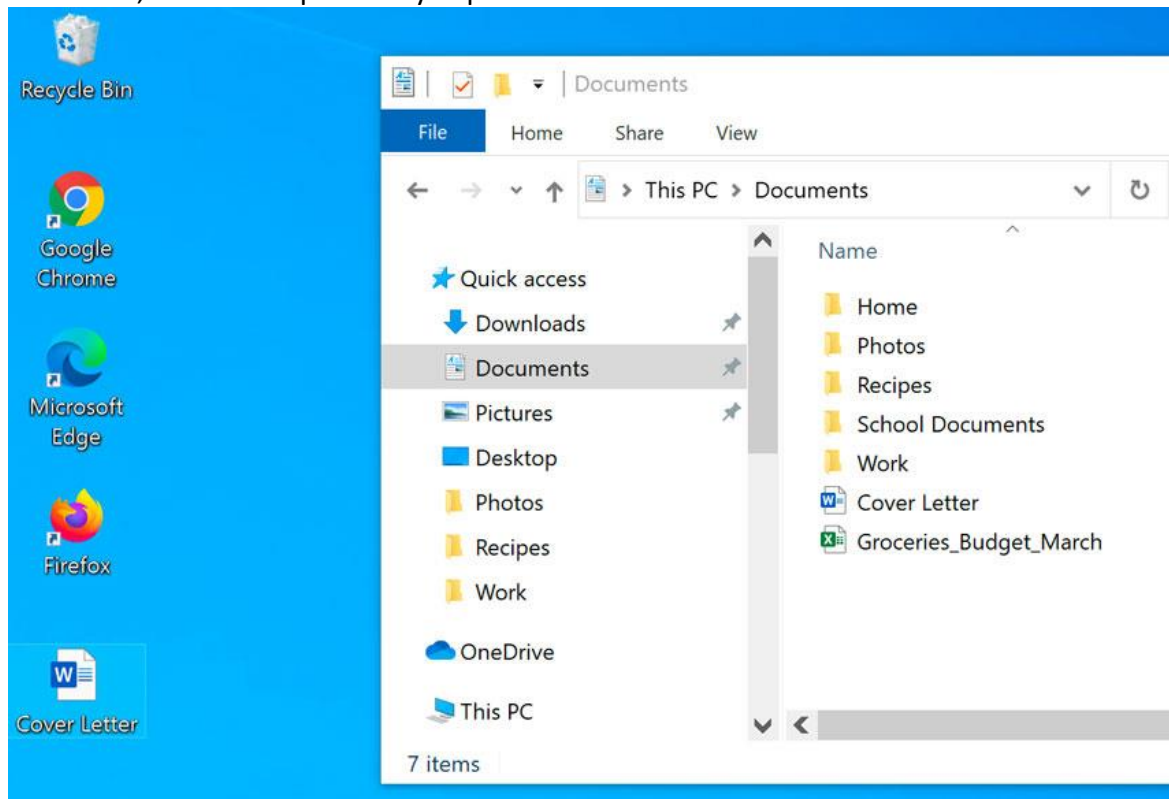 Recycle Bin
Google
Chrome
Microsoft
Edge
Firefox
Cover Letter
Documents
File Home Share View
This PC > Documents
Quick access
Downloads
Documents
Pictures
Desktop
Photos
Recipes
Work
OneDrive
This PC
Name
Home
Photos
Recipes
School Documents
Work
Cover Letter
Groceries_Budget_March
7 items